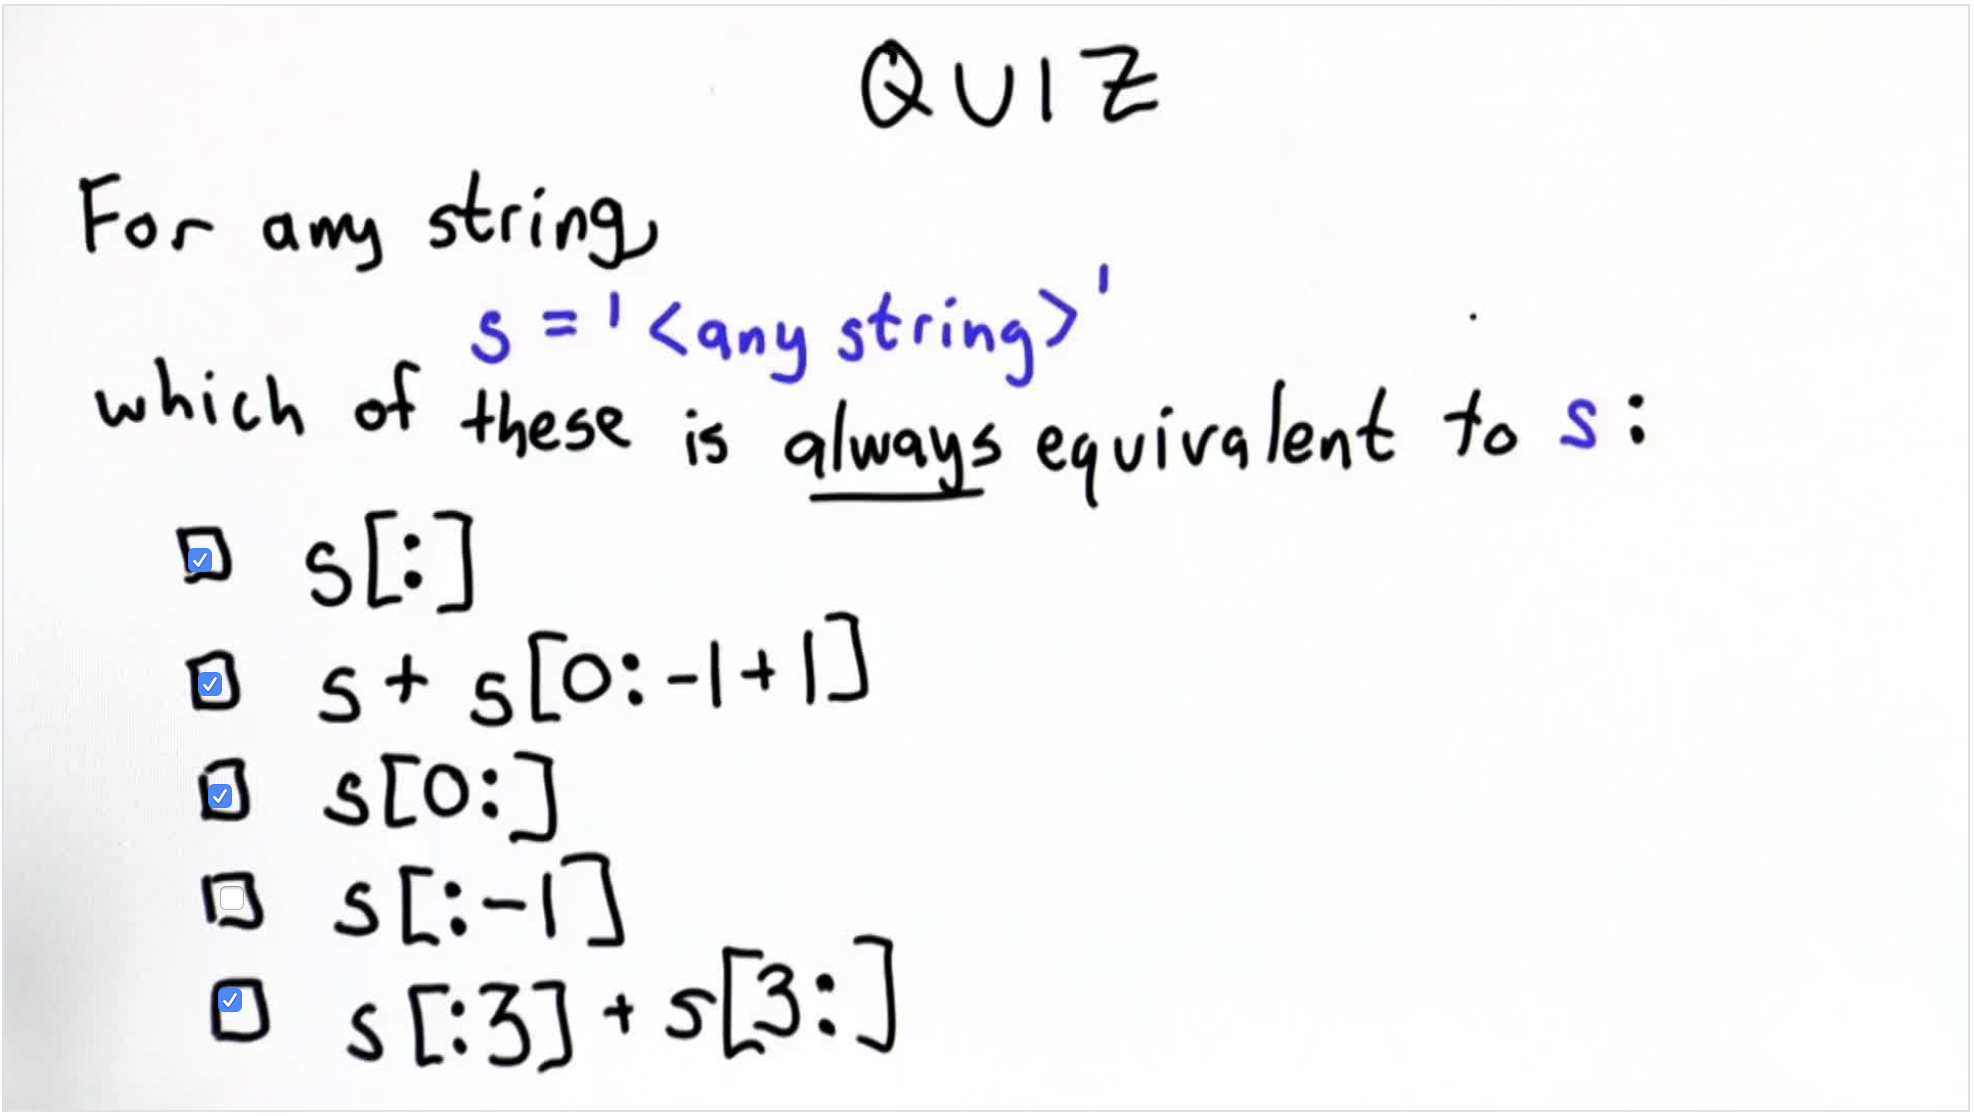 QUIZ
For any string,
s = '<any string>'
which of these is always equivalent to s:
s[:]
s + s[0:-1+1]
s[0:]
s[:-1]
s[:3] + s[3:]